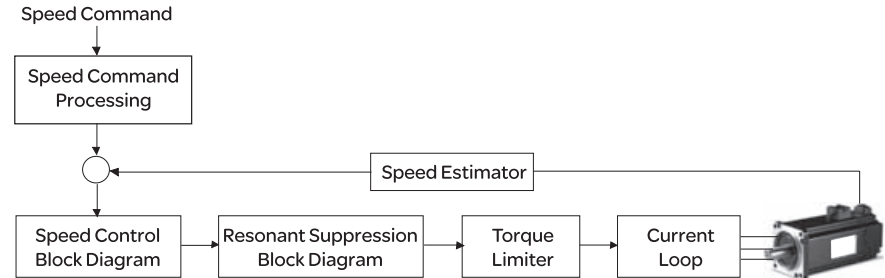 Speed Command
Speed Command
Processing
Speed Estimator
Speed Control
Block Diagram
Resonant Suppression
Block Diagram
Torque
Limiter
Current
Loop